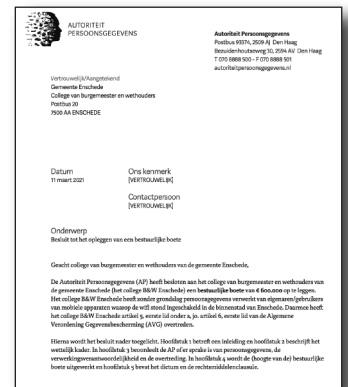 AUTORITEIT
PERSOONSGEGEVENS
Autoriteit Persoonsgegevens
Postbus 93374, 2509 AJ Den Haag
Bezuidenhoutseweg 30, 2594 AV Den Haag
T 070 8888 500 - F 070 8888 501
autoriteitpersoonsgegevens.nl
Vertrouwelijk/Aangetekend
Gemeente Enschede
College van burgemeester en wethouders
Postbus 20
7500 AA ENSCHEDE
Datum
11 maart 2021
Ons kenmerk
[VERTROUWELIJK]
Contactpersoon
[VERTROUWELIJK]
Onderwerp
Besluit tot het opleggen van een bestuurlijke boete
Geacht college van burgemeester en wethouders van de gemeente Enschede,
De Autoriteit Persoonsgegevens (AP) heeft besloten aan het college van burgemeester en wethouders van
de gemeente Enschede (het college B&W Enschede) een bestuurlijke boete van € 600.000 op te leggen.
Het college B&W Enschede heeft zonder grondslag persoonsgegevens verwerkt van eigenaren/gebruikers
van mobiele apparaten waarop de wifi stond ingeschakeld in de binnenstad van Enschede. Daarmee heeft
het college B&W Enschede artikel 5, eerste lid onder a, jo. artikel 6, eerste lid van de Algemene
Verordening Gegevensbescherming (AVG) overtreden.
Hierna wordt het besluit nader toegelicht. Hoofdstuk 1 betreft een inleiding en hoofdstuk 2 beschrijft het
wettelijk kader. In hoofdstuk 3 beoordeelt de AP of er sprake is van persoonsgegevens, de
verwerkingsverantwoordelijkheid en de overtreding. In hoofdstuk 4 wordt de (hoogte van de) bestuurlijke
boete uitgewerkt en hoofdstuk 5 bevat het dictum en de rechtsmiddelenclausule.